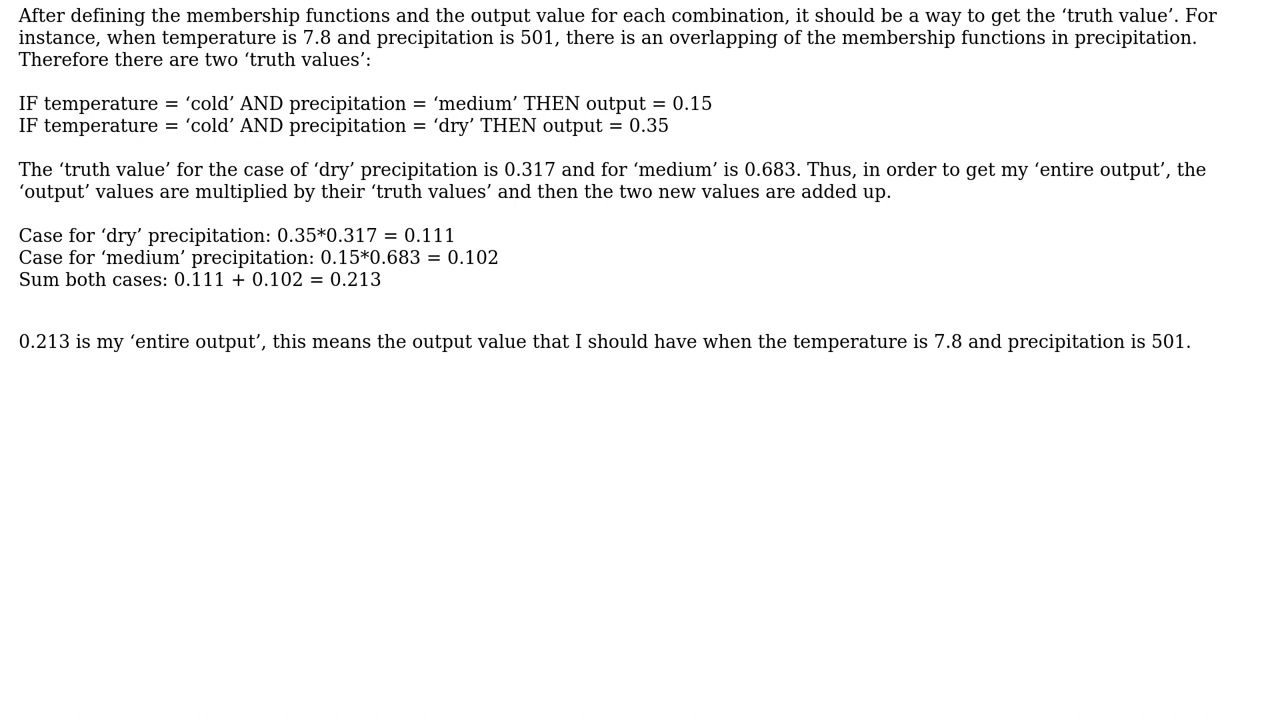 After defining the membership functions and the output value for each combination, it should be a way to get the ‘truth value’. For
instance, when temperature is 7.8 and precipitation is 501, there is an overlapping of the membership functions in precipitation.
Therefore there are two ‘truth values’:
IF temperature = ‘cold’ AND precipitation = ‘medium’ THEN output = 0.15
IF temperature = ‘cold’ AND precipitation = ‘dry’ THEN output = 0.35
The ‘truth value’ for the case of ‘dry’ precipitation is 0.317 and for ‘medium’ is 0.683. Thus, in order to get my ‘entire output’, the
‘output’ values are multiplied by their ‘truth values’ and then the two new values are added up.
Case for ‘dry’ precipitation: 0.35*0.317 = 0.111
Case for ‘medium’ precipitation: 0.15*0.683 = 0.102
Sum both cases: 0.111 + 0.102 = 0.213
0.213 is my ‘entire output’, this means the output value that I should have when the temperature is 7.8 and precipitation is 501.